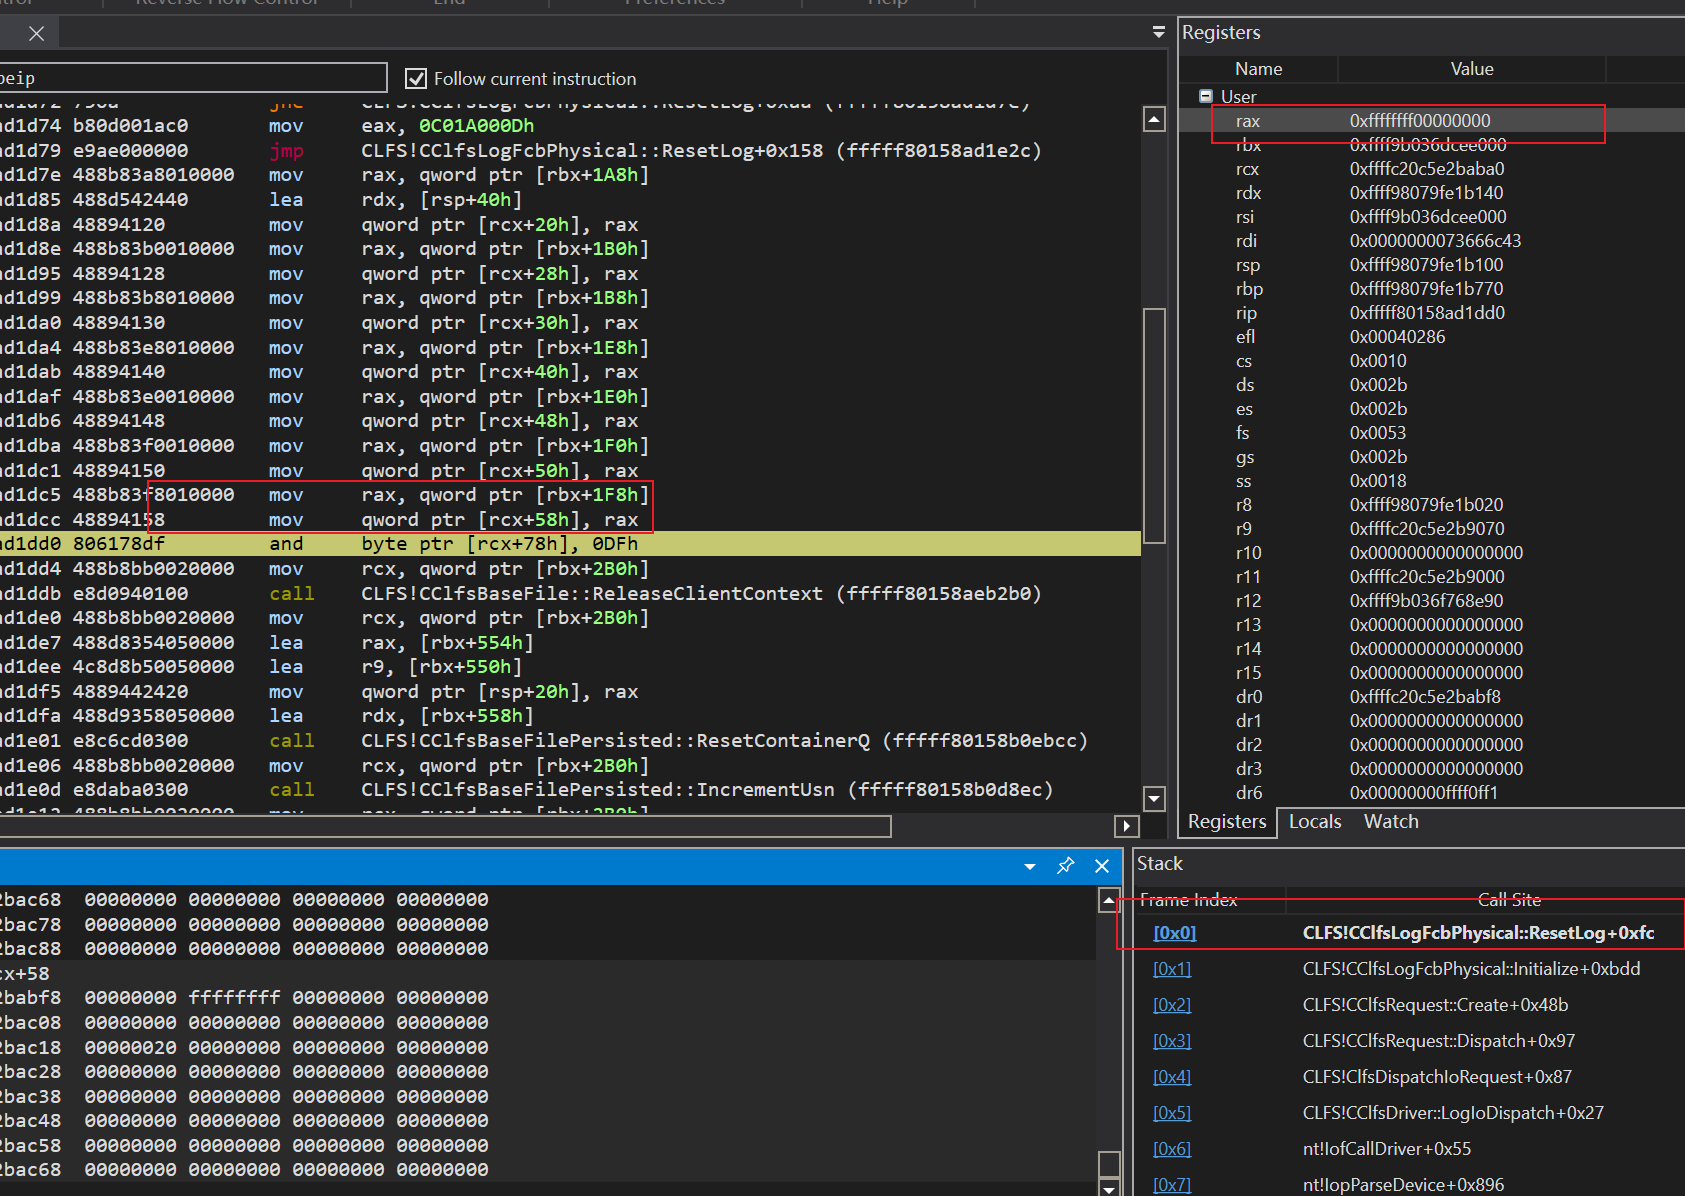 Reverse Flow Control
End
Preferences
Help
Registers
Name Value
User
rax 0xffffffff00000000
rbx 0xffff9b036dcee000
rcx 0xffffc20c5e2baba0
rdx 0xffff98079fe1b140
rsi 0xffff9b036dcee000
rdi 0x0000000073666c43
rsp 0xffff98079fe1b100
rbp 0xffff98079fe1b770
rip 0xfffff80158ad1dd0
efl 0x00040286
cs 0x0010
ds 0x002b
es 0x002b
fs 0x0053
gs 0x002b
ss 0x0018
r8 0xffff98079fe1b020
r9 0xffffc20c5e2b9070
r10 0x0000000000000000
r11 0xffffc20c5e2b9000
r12 0xffff9b036f768e90
r13 0x0000000000000000
r14 0x0000000000000000
r15 0x0000000000000000
dr0 0xffffc20c5e2babf8
dr1 0x0000000000000000
dr2 0x0000000000000000
dr3 0x0000000000000000
dr6 0x00000000ffff0ff1
Registers Locals Watch
peip
Follow current instruction
ad1d72 750a jne CLFS!CClfsLogFcbPhysical::ResetLog+0xaa (fffff80158ad1d7e)
ad1d74 b80d001ac0 mov eax, 0C01A000Dh
ad1d79 e9ae000000 jmp CLFS!CClfsLogFcbPhysical::ResetLog+0x158 (fffff80158ad1e2c)
ad1d7e 488b83a8010000 mov rax, qword ptr [rbx+1A8h]
ad1d85 488d542440 lea rdx, [rsp+40h]
ad1d8a 48894120 mov qword ptr [rcx+20h], rax
ad1d8e 488b83b0010000 mov rax, qword ptr [rbx+1B0h]
ad1d95 48894128 mov qword ptr [rcx+28h], rax
ad1d99 488b83b8010000 mov rax, qword ptr [rbx+1B8h]
ad1da0 48894130 mov qword ptr [rcx+30h], rax
ad1da4 488b83e8010000 mov rax, qword ptr [rbx+1E8h]
ad1dab 48894140 mov qword ptr [rcx+40h], rax
ad1daf 488b83e0010000 mov rax, qword ptr [rbx+1E0h]
ad1db6 48894148 mov qword ptr [rcx+48h], rax
ad1dba 488b83f0010000 mov rax, qword ptr [rbx+1F0h]
ad1dc1 48894150 mov qword ptr [rcx+50h], rax
ad1dc5 488b83f8010000 mov rax, qword ptr [rbx+1F8h]
ad1dcc 48894158 mov qword ptr [rcx+58h], rax
ad1dd0 806178df and byte ptr [rcx+78h], 0DFh
ad1dd4 488b8bb0020000 mov rcx, qword ptr [rbx+2B0h]
ad1ddb e8d0940100 call CLFS!CClfsBaseFile::ReleaseClientContext (fffff80158aeb2b0)
ad1de0 488b8bb0020000 mov rcx, qword ptr [rbx+2B0h]
ad1de7 488d8354050000 lea rax, [rbx+554h]
ad1dee 4c8d8b50050000 lea r9, [rbx+550h]
ad1df5 4889442420 mov qword ptr [rsp+20h], rax
ad1dfa 488d9358050000 lea rdx, [rbx+558h]
ad1e01 e8c6cd0300 call CLFS!CClfsBaseFilePersisted::ResetContainerQ (fffff80158b0ebcc)
ad1e06 488b8bb0020000 mov rcx, qword ptr [rbx+2B0h]
ad1e0d e8daba0300 call CLFS!CClfsBaseFilePersisted::IncrementUsn (fffff80158b0d8ec)
2bac68 00000000 00000000 00000000 00000000
2bac78 00000000 00000000 00000000 00000000
2bac88 00000000 00000000 00000000 00000000
cx+58
2babf8 00000000 ffffffff 00000000 00000000
2bac08 00000000 00000000 00000000 00000000
2bac18 00000020 00000000 00000000 00000000
2bac28 00000000 00000000 00000000 00000000
2bac38 00000000 00000000 00000000 00000000
2bac48 00000000 00000000 00000000 00000000
2bac58 00000000 00000000 00000000 00000000
2bac68 00000000 00000000 00000000 00000000
Stack
Frame Index Call Site
[0x0] CLFS!CClfsLogFcbPhysical::ResetLog+0xfc
[0x1] CLFS!CClfsLogFcbPhysical::Initialize+0xbdd
[0x2] CLFS!CClfsRequest::Create+0x48b
[0x3] CLFS!CClfsRequest::Dispatch+0x97
[0x4] CLFS!ClfsDispatchIoRequest+0x87
[0x5] CLFS!CClfsDriver::LogIoDispatch+0x27
[0x6] nt!IofCallDriver+0x55
[0x7] nt!IopParseDevice+0x896